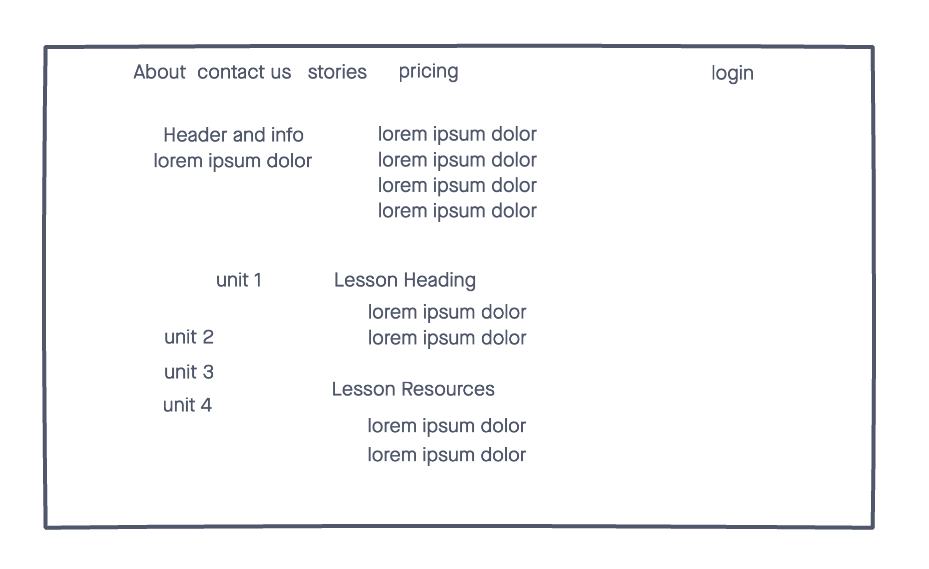 About contact us stories pricing login
Header and info
lorem ipsum dolor
lorem ipsum dolor
lorem ipsum dolor
lorem ipsum dolor
lorem ipsum dolor
unit 1
unit 2
unit 3
unit 4
Lesson Heading
lorem ipsum dolor
lorem ipsum dolor
Lesson Resources
lorem ipsum dolor
lorem ipsum dolor